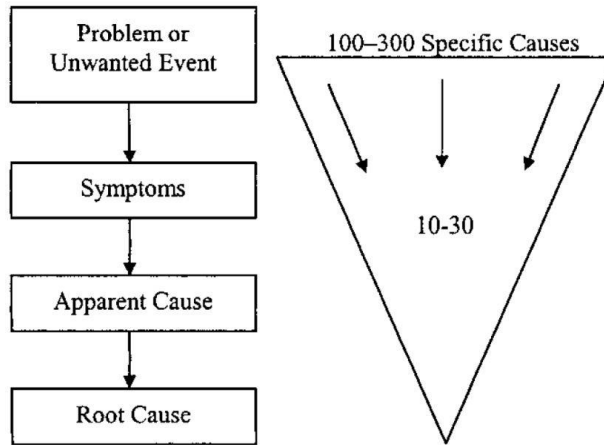 Problem or
Unwanted Event
Symptoms
Apparent Cause
Root Cause
100–300 Specific Causes
10-30